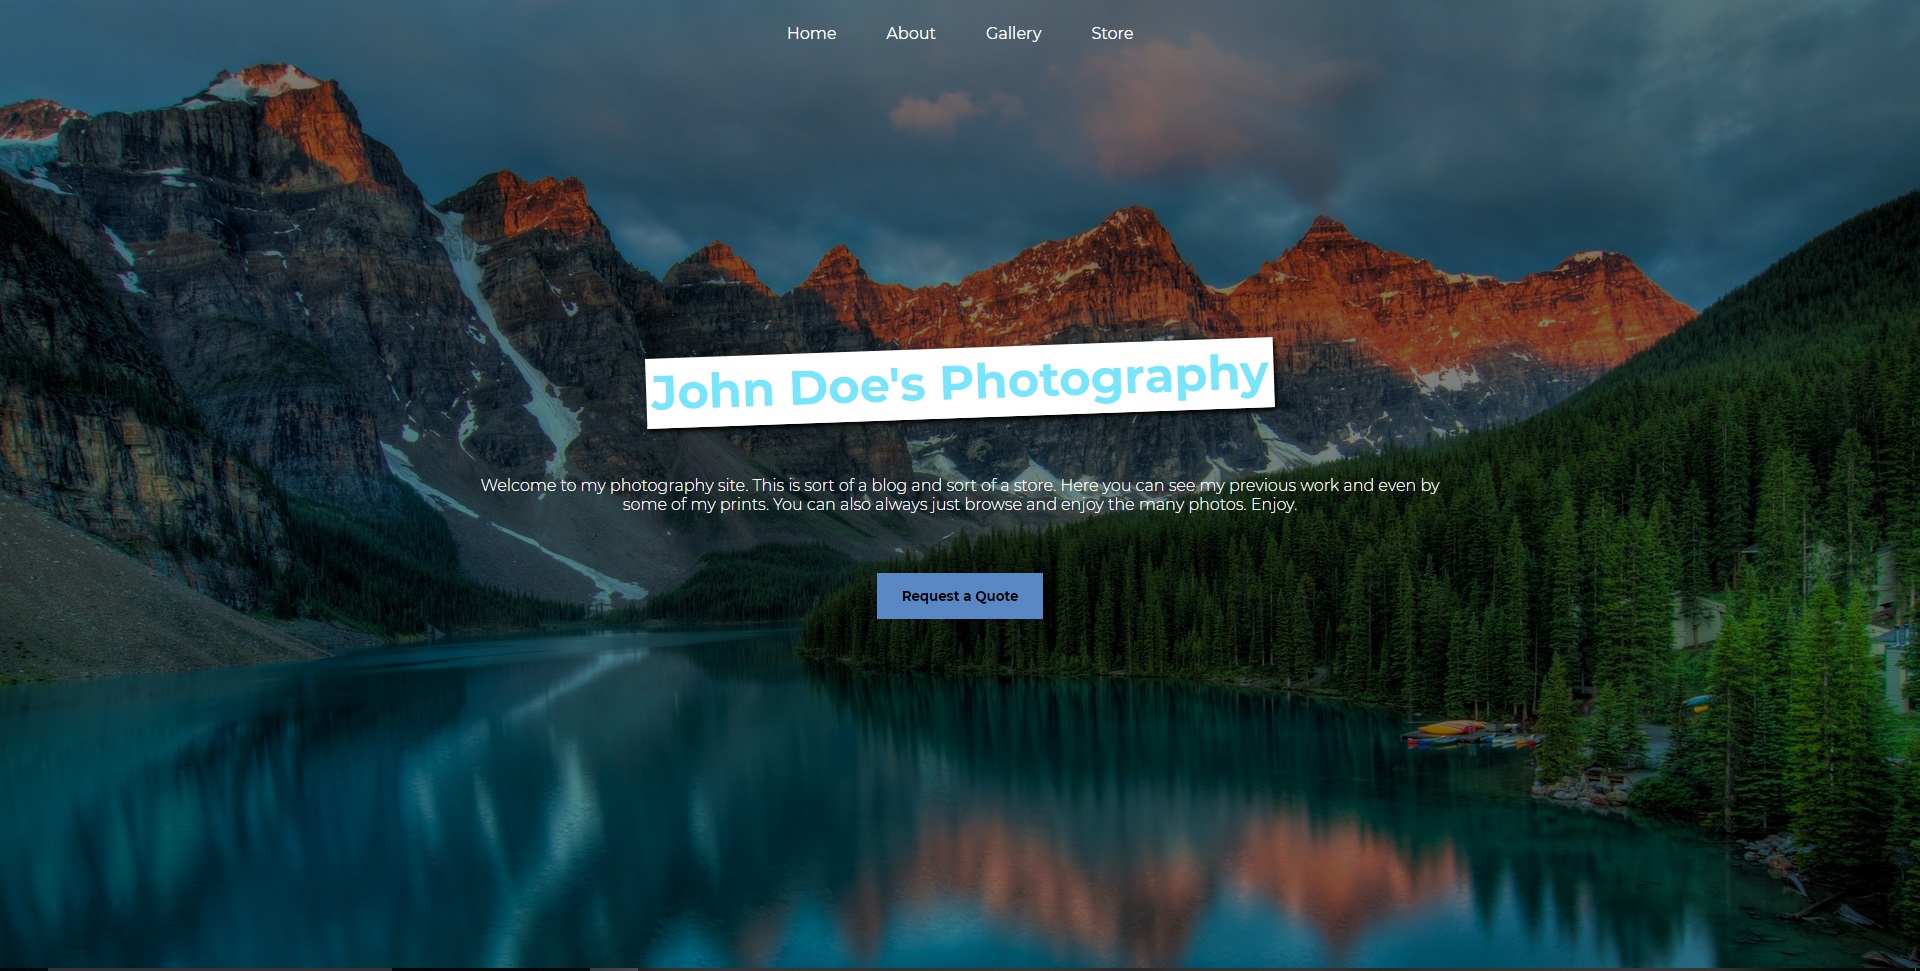 Home About Gallery Store
John Doe's Photography
Welcome to my photography site. This is sort of a blog and sort of a store. Here you can see my previous work and even by
some of my prints. You can also always just browse and enjoy the many photos. Enjoy.
Request a Quote